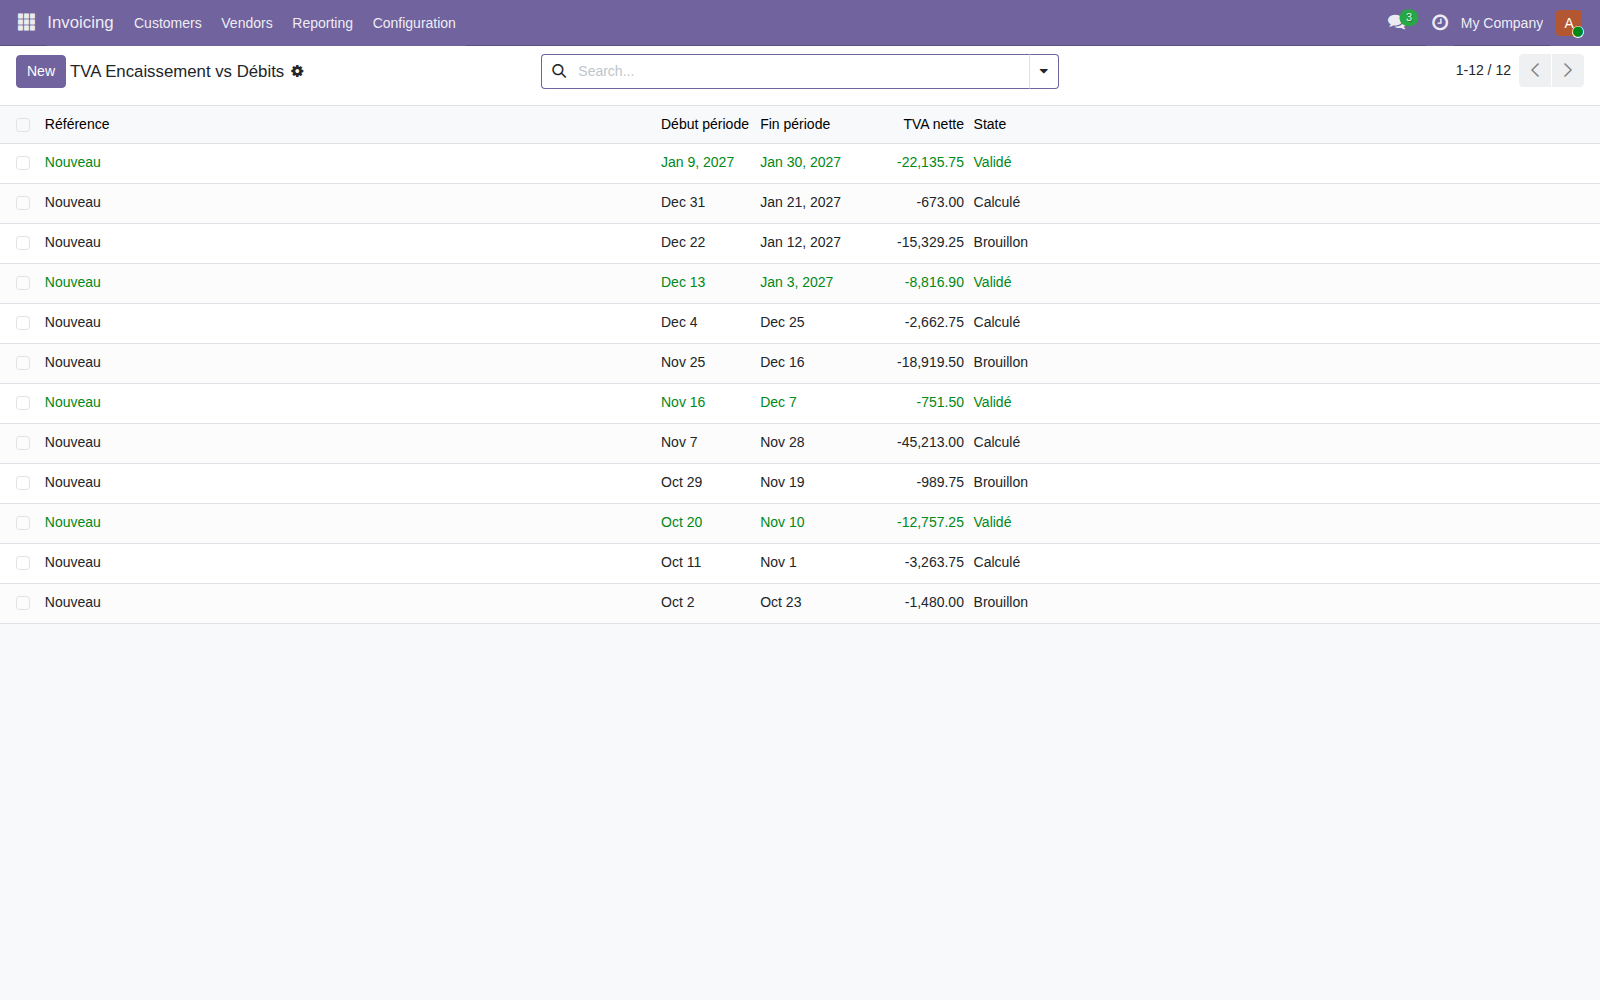 Invoicing Customers Vendors Reporting Configuration 3 My Company A
New TVA Encaissement vs Débits Search... 1-12 / 12
Référence Début période Fin période TVA nette State
Nouveau Jan 9, 2027 Jan 30, 2027 -22,135.75 Validé
Nouveau Dec 31 Jan 21, 2027 -673.00 Calculé
Nouveau Dec 22 Jan 12, 2027 -15,329.25 Brouillon
Nouveau Dec 13 Jan 3, 2027 -8,816.90 Validé
Nouveau Dec 4 Dec 25 -2,662.75 Calculé
Nouveau Nov 25 Dec 16 -18,919.50 Brouillon
Nouveau Nov 16 Dec 7 -751.50 Validé
Nouveau Nov 7 Nov 28 -45,213.00 Calculé
Nouveau Oct 29 Nov 19 -989.75 Brouillon
Nouveau Oct 20 Nov 10 -12,757.25 Validé
Nouveau Oct 11 Nov 1 -3,263.75 Calculé
Nouveau Oct 2 Oct 23 -1,480.00 Brouillon